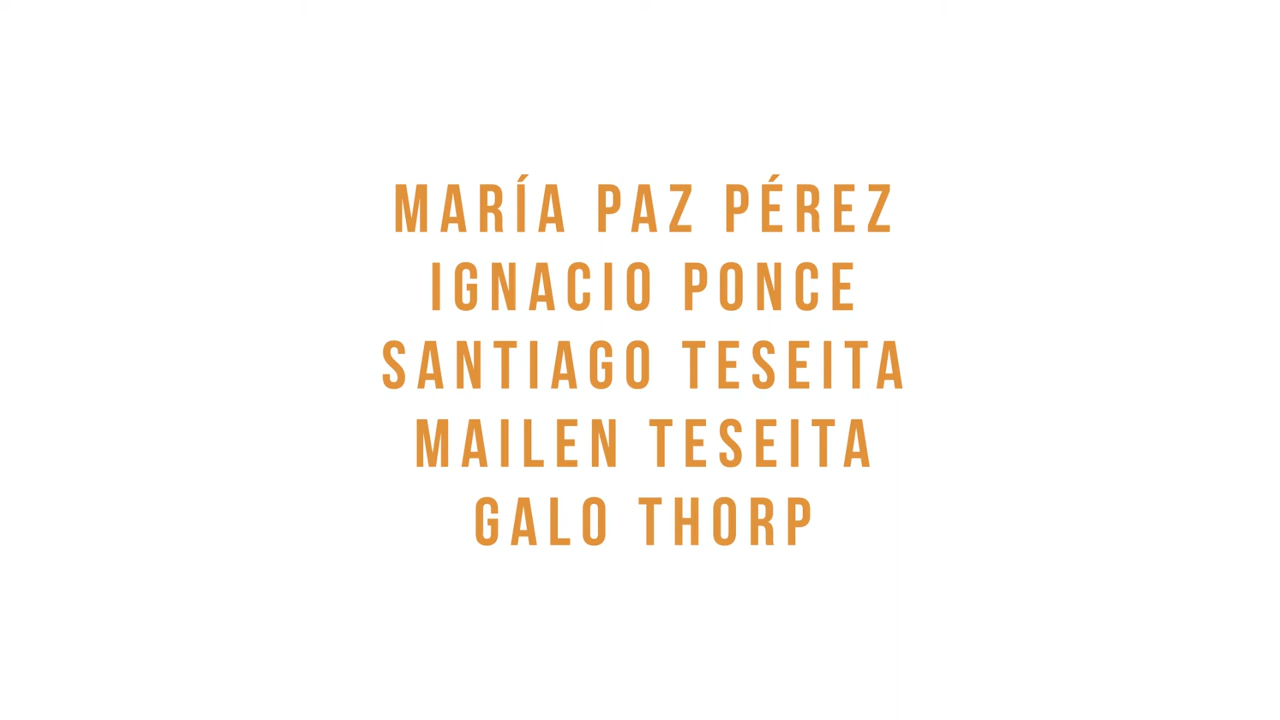 MARÍA PAZ PÉREZ
IGNACIO PONCE
SANTIAGO TESEITA
MAILEN TESEITA
GALO THORP